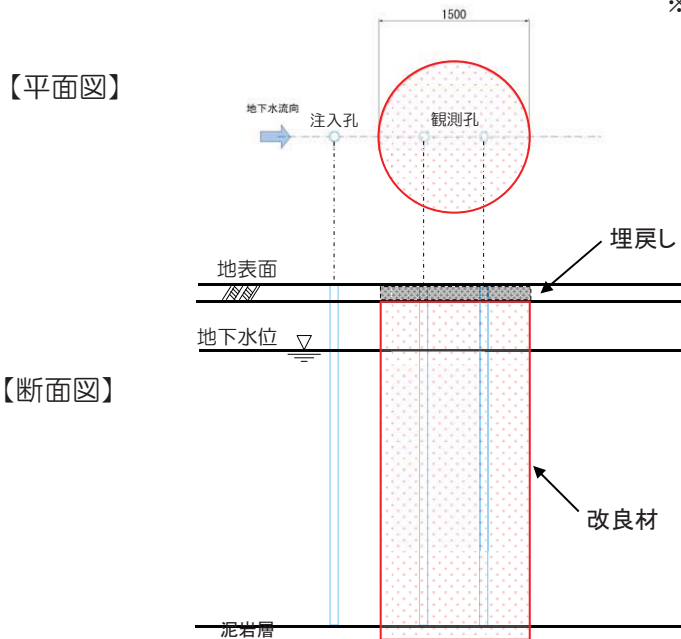 ※
1500
【平面図】
地下水流向
注入孔
観測孔
埋戻し
地表面
地下水位
【断面図】
改良材
泥岩層